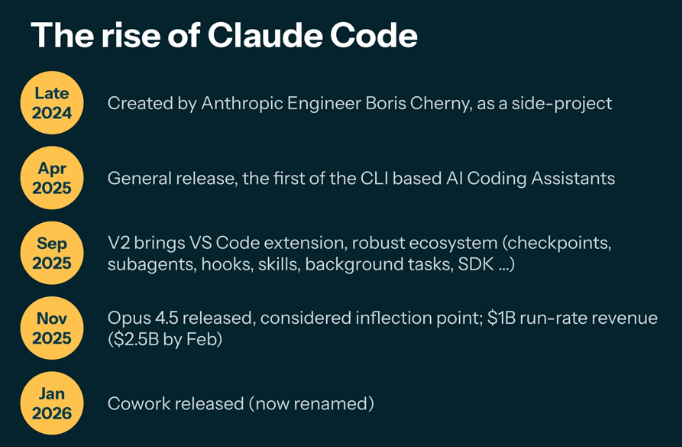 The rise of Claude Code
Late
2024
Created by Anthropic Engineer Boris Cherny, as a side-project
Apr
2025
General release, the first of the CLI based AI Coding Assistants
Sep
2025
V2 brings VS Code extension, robust ecosystem (checkpoints,
subagents, hooks, skills, background tasks, SDK ...)
Nov
2025
Opus 4.5 released, considered inflection point; $1B run-rate revenue
($2.5B by Feb)
Jan
2026
Cowork released (now renamed)